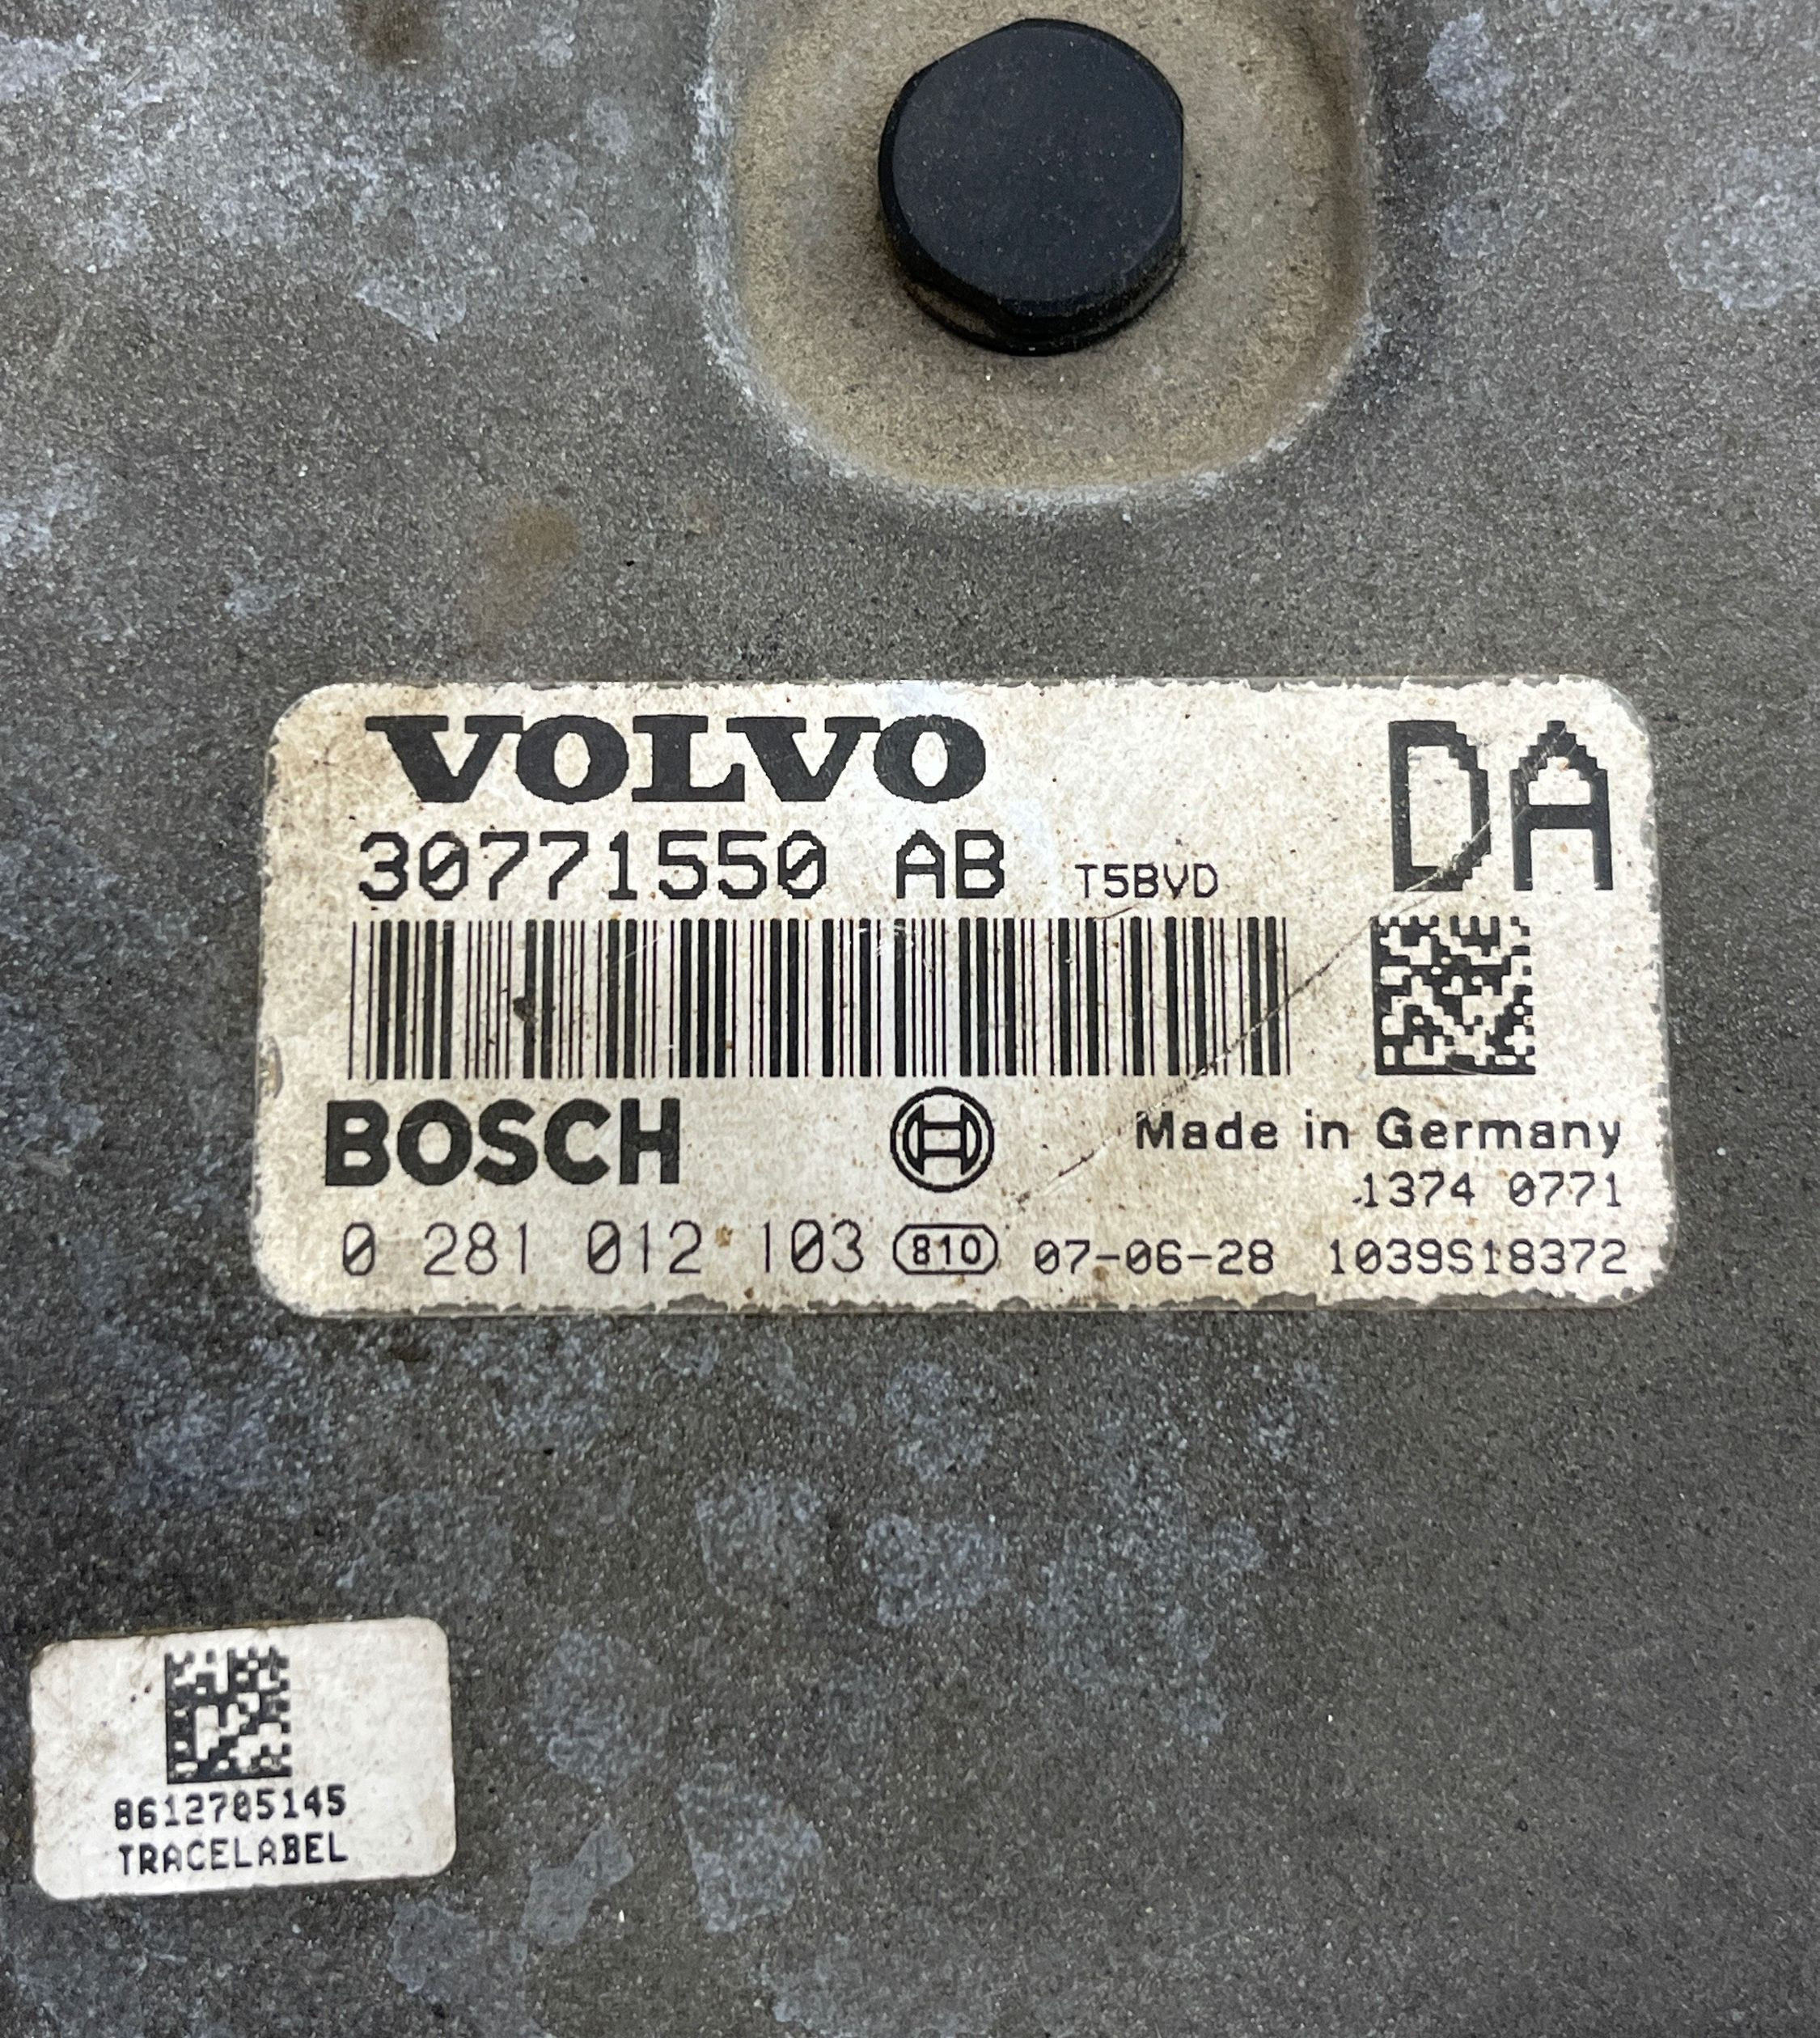 VOLVO
DA
30771550 AB T5BVD
BOSCH
Made in Germany
1374 0771
0 281 012 103 810 07-06-28 1039S18372
8612705145
TRACELABEL